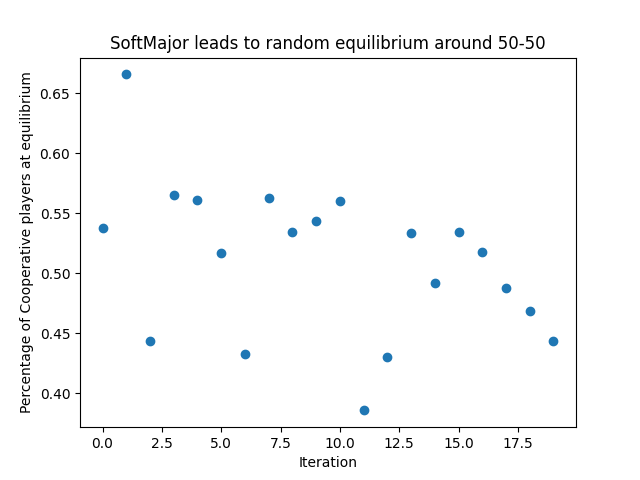 SoftMajor leads to random equilibrium around 50-50
Percentage of Cooperative players at equilibrium
0.65
0.60
0.55
0.50
0.45
0.40
0.0 2.5 5.0 7.5 10.0 12.5 15.0 17.5
Iteration